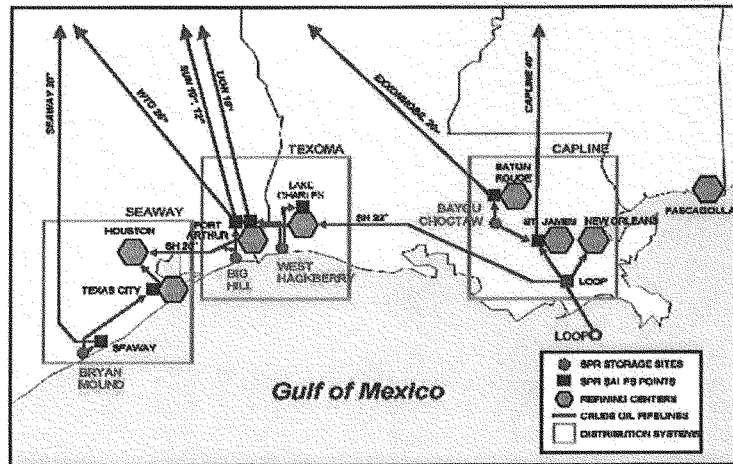 SEAWAY 30"
WTG 26"
SUN 10", 12"
UGH 16"
EXXONMOBIL 20"
CAPLINE 40"
TEXOMA
CAPLINE
BATON
ROUGE
LAKE
CHARLES
BAYOU
CHOCTAW
PASCAGOULA
SEAWAY
HOUSTON
PORT
ARTHUR
SH 22"
ST. JAMES
NEW ORLEANS
SH 20"
TEXAS CITY
BIG
HILL
WEST
HACKBERRY
LOOP
LOOP
SEAWAY
BRYAN
MOUND
Gulf of Mexico
SPR STORAGE SITES
SPR SALES POINTS
REFINING CENTERS
CRUDE OIL PIPELINES
DISTRIBUTION SYSTEMS